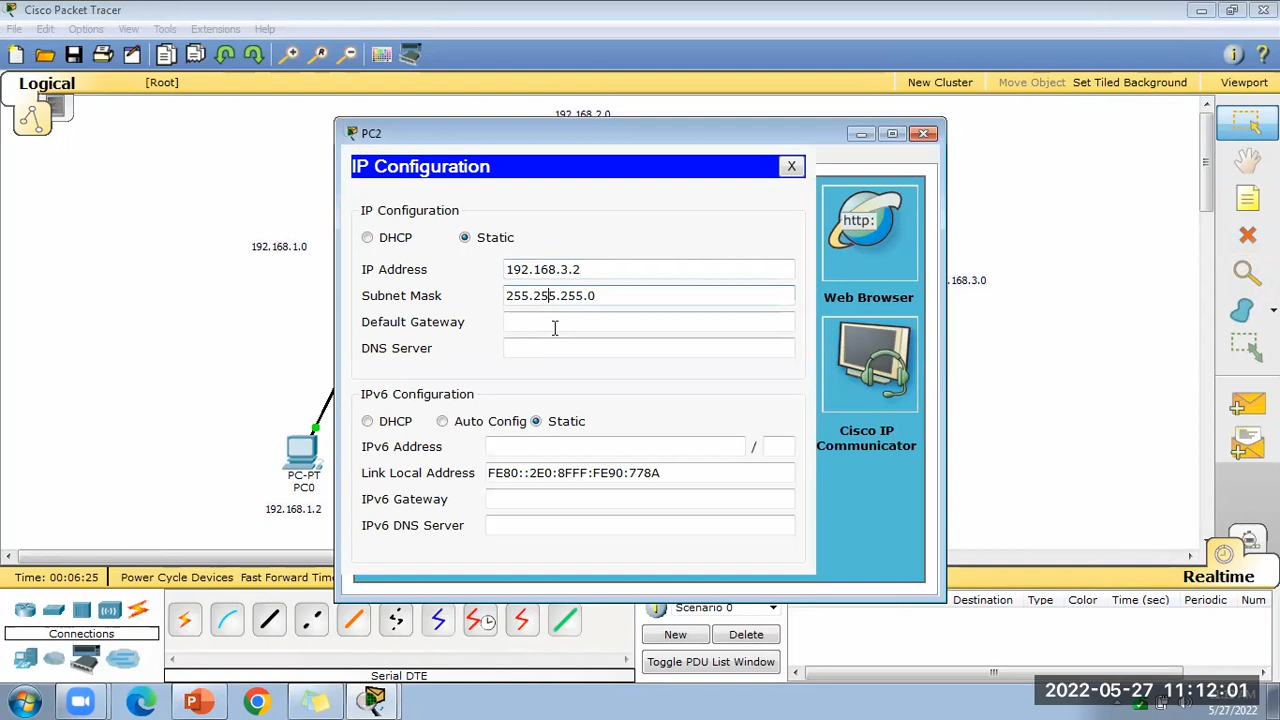 Cisco Packet Tracer
File Edit Options View Tools Extensions Help
Logical
[Root]
New Cluster
Move Object
Set Tiled Background
Viewport
192.168.2.0
PC2
IP Configuration
X
IP Configuration
DHCP
Static
IP Address
192.168.3.2
Subnet Mask
255.255.255.0
Default Gateway
DNS Server
IPv6 Configuration
DHCP
Auto Config
Static
IPv6 Address
/
Link Local Address
FE80::2E0:8FFF:FE90:778A
IPv6 Gateway
IPv6 DNS Server
http:
Web Browser
Cisco IP
Communicator
192.168.1.0
192.168.3.0
PC-PT
PC0
192.168.1.2
Time: 00:06:25
Power Cycle Devices
Fast Forward Time
Realtime
Connections
Serial DTE
Scenario 0
New
Delete
Toggle PDU List Window
Destination
Type
Color
Time (sec)
Periodic
Num
2022-05-27 11:12:01
5/27/2022